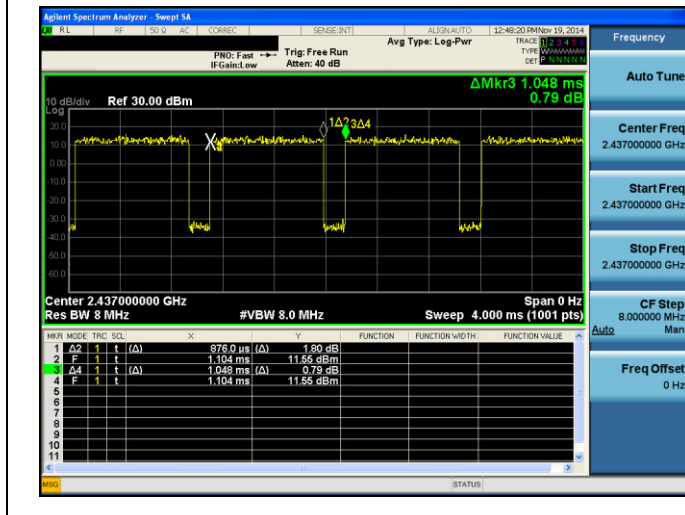 Agilent Spectrum Analyzer - Swept SA
RL RF 50 Ω AC CORREC SENSE:INT ALIGNAUTO 12:48:20 PM Nov 19, 2014
Avg Type: Log-Pwr TRACE 1 2 3 4 5 6
PNO: Fast Trig: Free Run TYPE
IFGain:Low Atten: 40 dB DET P N N N N N
ΔMkr3 1.048 ms
0.79 dB
10 dB/div Ref 30.00 dBm
Log
20.0
10.0
0.00
-10.0
-20.0
-30.0
-40.0
-50.0
-60.0
1Δ2 3Δ4
Center 2.437000000 GHz Span 0 Hz
Res BW 8 MHz #VBW 8.0 MHz Sweep 4.000 ms (1001 pts)
MKR MODE TRC SCL X Y FUNCTION FUNCTION WIDTH FUNCTION VALUE
1 Δ2 1 t (Δ) 876.0 µs (Δ) 1.80 dB
2 F 1 t 1.104 ms 11.55 dBm
3 Δ4 1 t (Δ) 1.048 ms (Δ) 0.79 dB
4 F 1 t 1.104 ms 11.55 dBm
5
6
7
8
9
10
11
MSG STATUS
Frequency
Auto Tune
Center Freq
2.437000000 GHz
Start Freq
2.437000000 GHz
Stop Freq
2.437000000 GHz
CF Step
8.000000 MHz
Auto Man
Freq Offset
0 Hz